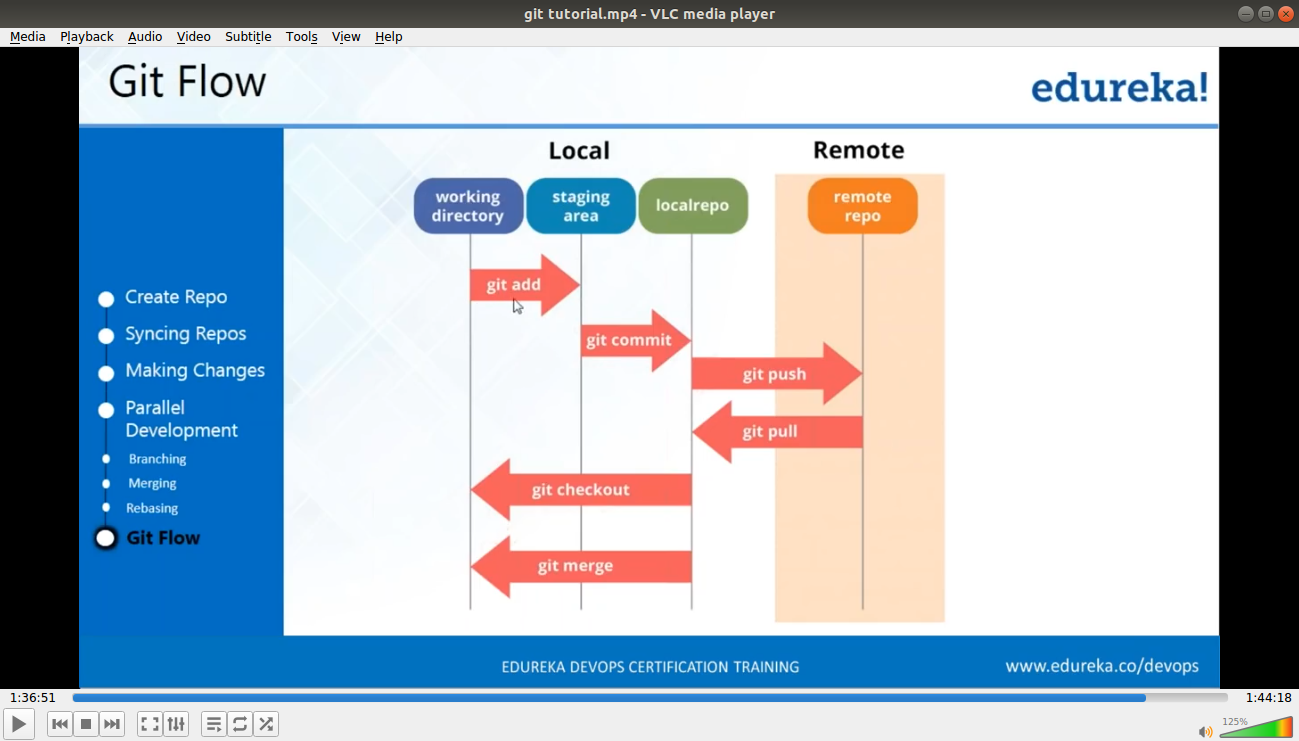 git tutorial.mp4 - VLC media player
Media Playback Audio Video Subtitle Tools View Help
Git Flow
edureka!
Create Repo
Syncing Repos
Making Changes
Parallel
Development
Branching
Merging
Rebasing
Git Flow
Local
Remote
working
directory
staging
area
localrepo
remote
repo
git add
git commit
git push
git pull
git checkout
git merge
EDUREKA DEVOPS CERTIFICATION TRAINING
www.edureka.co/devops
1:36:51
1:44:18
125%